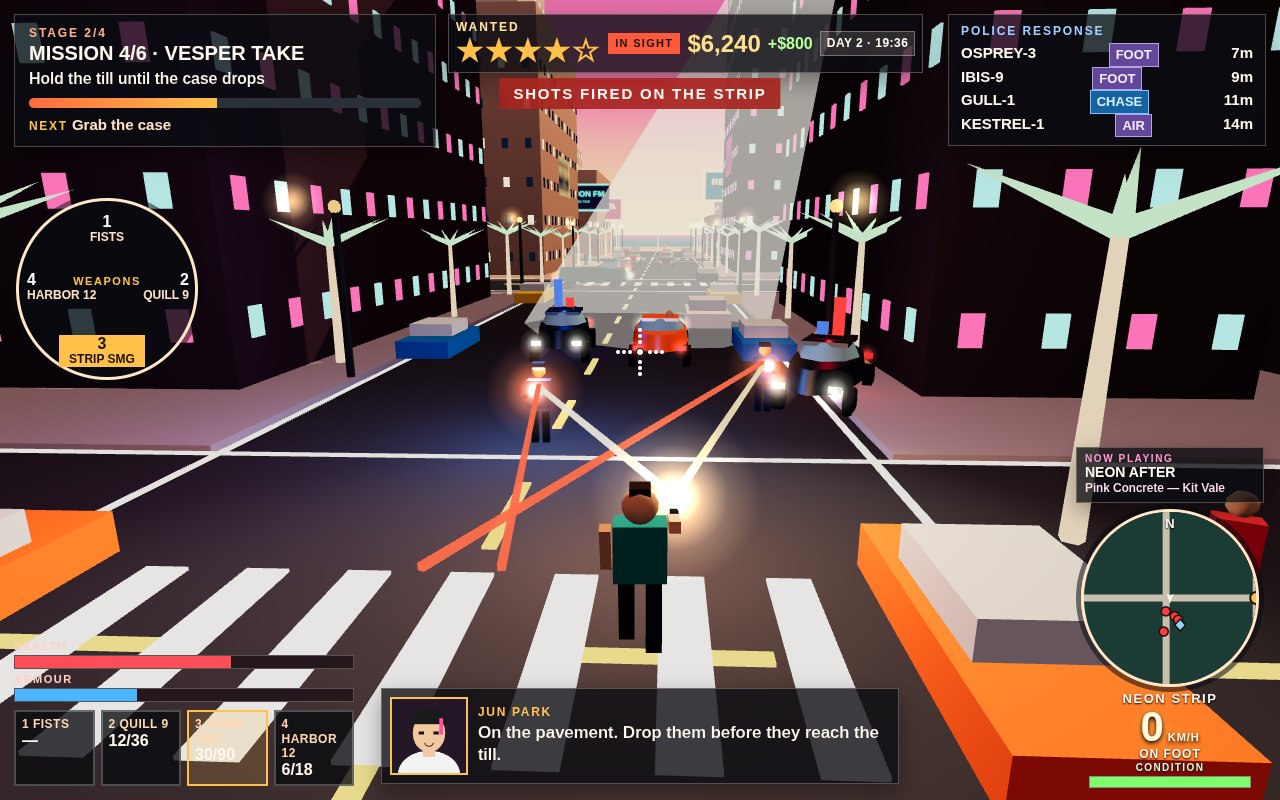 STAGE 2/4
MISSION 4/6 · VESPER TAKE
Hold the till until the case drops
NEXT Grab the case
WANTED
IN SIGHT
$6,240 +$800
DAY 2 · 19:36
SHOTS FIRED ON THE STRIP
POLICE RESPONSE
OSPREY-3 FOOT 7m
IBIS-9 FOOT 9m
GULL-1 CHASE 11m
KESTREL-1 AIR 14m
ON FM
RE
1
FISTS
4
HARBOR 12
WEAPONS
2
QUILL 9
3
STRIP SMG
NOW PLAYING
NEON AFTER
Pink Concrete — Kit Vale
N
HEALTH
ARMOUR
1 FISTS
—
2 QUILL 9
12/36
3
30/90
4
HARBOR
12
6/18
JUN PARK
On the pavement. Drop them before they reach the
till.
NEON STRIP
0 KM/H
ON FOOT
CONDITION